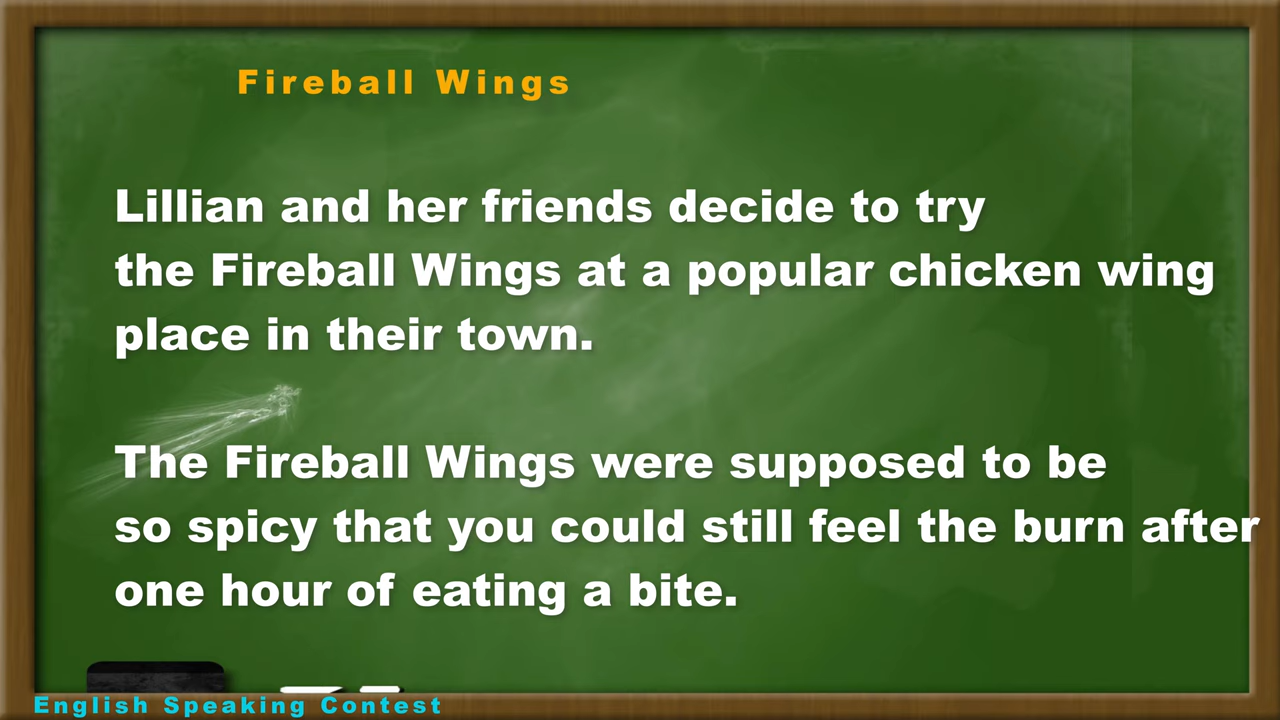 Fireball Wings
Lillian and her friends decide to try
the Fireball Wings at a popular chicken wing
place in their town.
The Fireball Wings were supposed to be
so spicy that you could still feel the burn after
one hour of eating a bite.
English Speaking Contest